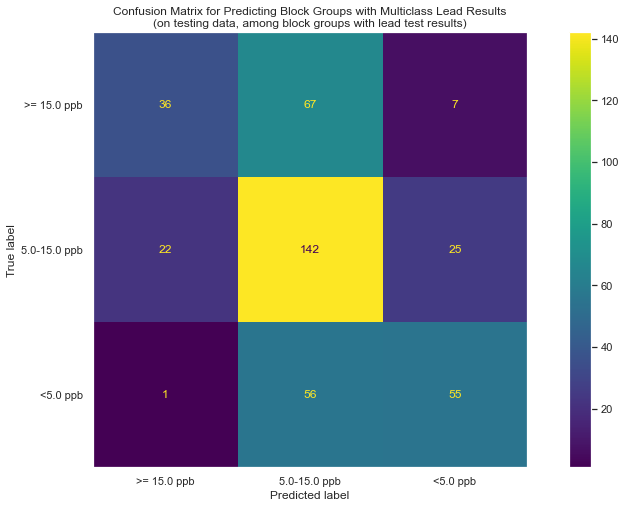 Confusion Matrix for Predicting Block Groups with Multiclass Lead Results
(on testing data, among block groups with lead test results)
True label
>= 15.0 ppb
36 67 7
5.0-15.0 ppb
22 142 25
<5.0 ppb
1 56 55
>= 15.0 ppb 5.0-15.0 ppb <5.0 ppb
Predicted label
140
120
100
80
60
40
20